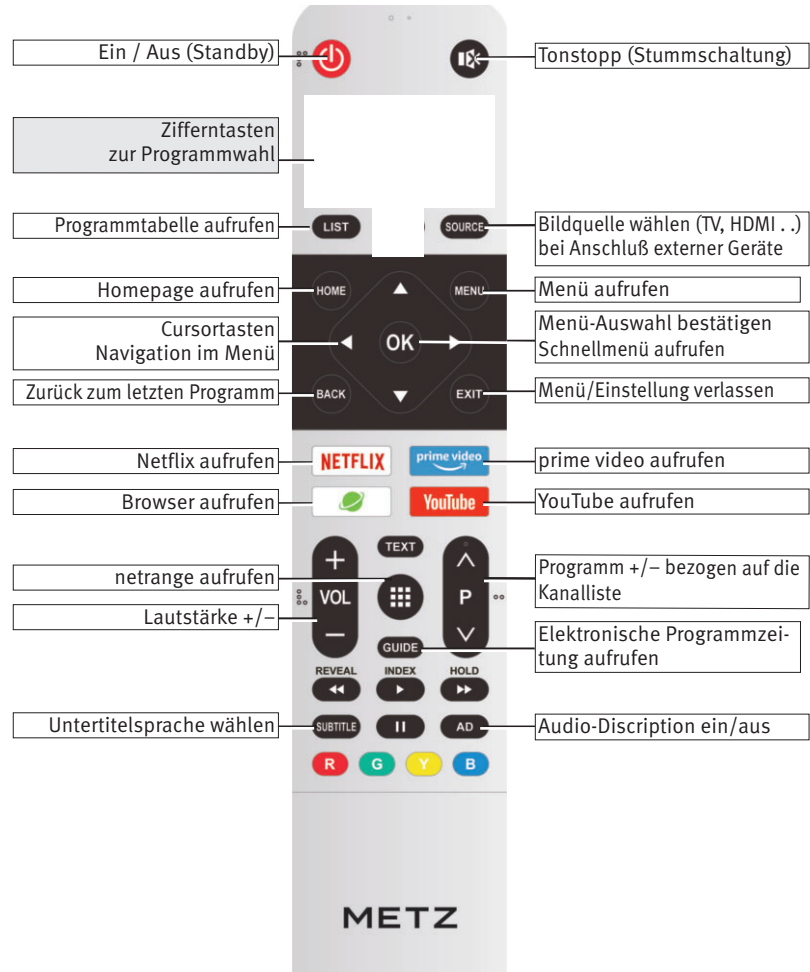 Ein / Aus (Standby)
Tonstopp (Stummschaltung)
Zifferntasten
zur Programmwahl
Programmtabelle aufrufen
LIST
SOURCE
Bildquelle wählen (TV, HDMI . .)
bei Anschluß externer Geräte
Homepage aufrufen
HOME
MENU
Menü aufrufen
Cursortasten
Navigation im Menü
OK
Menü-Auswahl bestätigen
Schnellmenü aufrufen
Zurück zum letzten Programm
BACK
EXIT
Menü/Einstellung verlassen
Netflix aufrufen
NETFLIX
prime video
prime video aufrufen
Browser aufrufen
YouTube
YouTube aufrufen
TEXT
+
netrange aufrufen
VOL
P
Programm +/– bezogen auf die
Kanalliste
Lautstärke +/–
–
GUIDE
Elektronische Programmzei-
tung aufrufen
REVEAL
INDEX
HOLD
Untertitelsprache wählen
SUBTITLE
AD
Audio-Discription ein/aus
R
G
Y
B
METZ